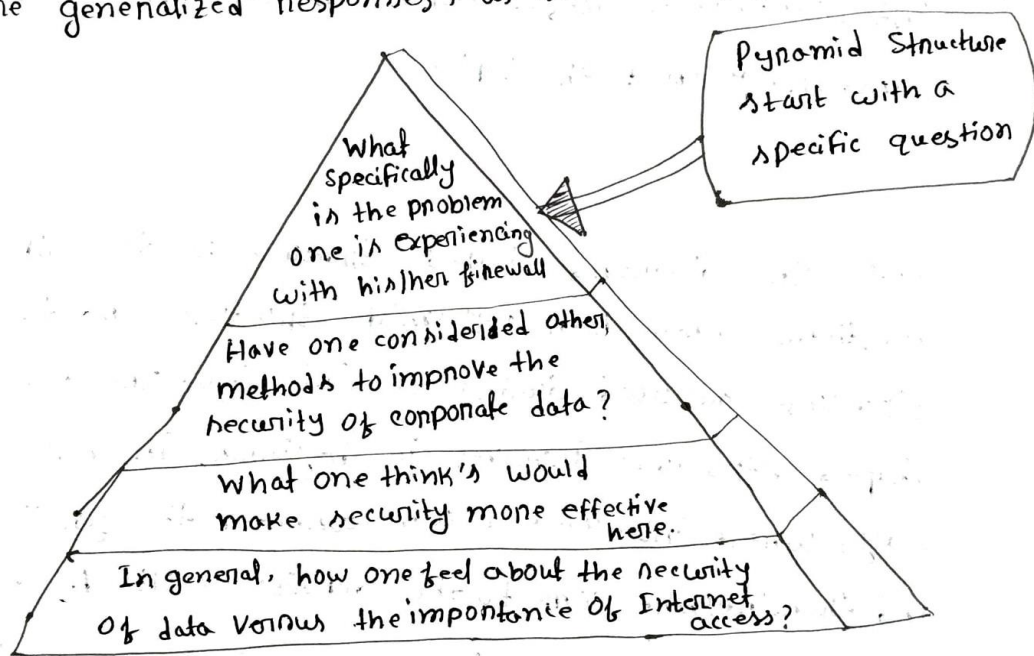 generalized Responses,
Pyramid Structure
start with a
specific question
What
specifically
is the problem
one is experiencing
with his/her firewall
Have one considerded other,
methods to improve the
security of corporate data?
What one think's would
make security more effective
here.
In general, how one feel about the security
of data versus the importance of Internet
access?